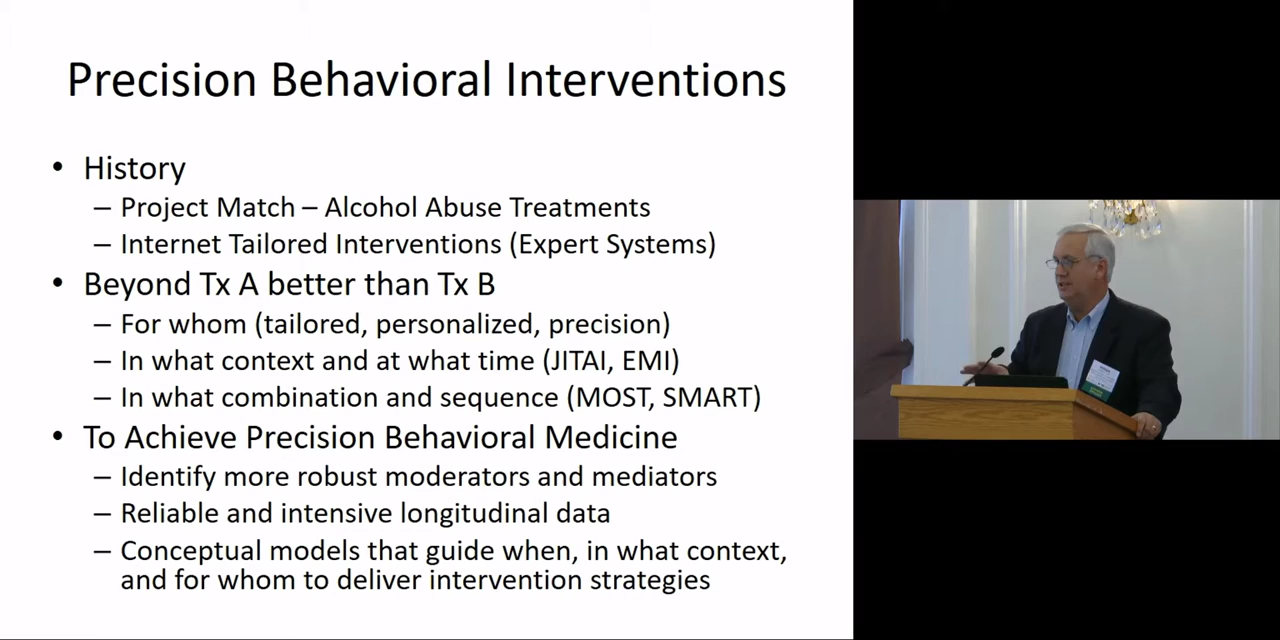 Precision Behavioral Interventions
• History
– Project Match – Alcohol Abuse Treatments
– Internet Tailored Interventions (Expert Systems)
• Beyond Tx A better than Tx B
– For whom (tailored, personalized, precision)
– In what context and at what time (JITAI, EMI)
– In what combination and sequence (MOST, SMART)
• To Achieve Precision Behavioral Medicine
– Identify more robust moderators and mediators
– Reliable and intensive longitudinal data
– Conceptual models that guide when, in what context,
and for whom to deliver intervention strategies